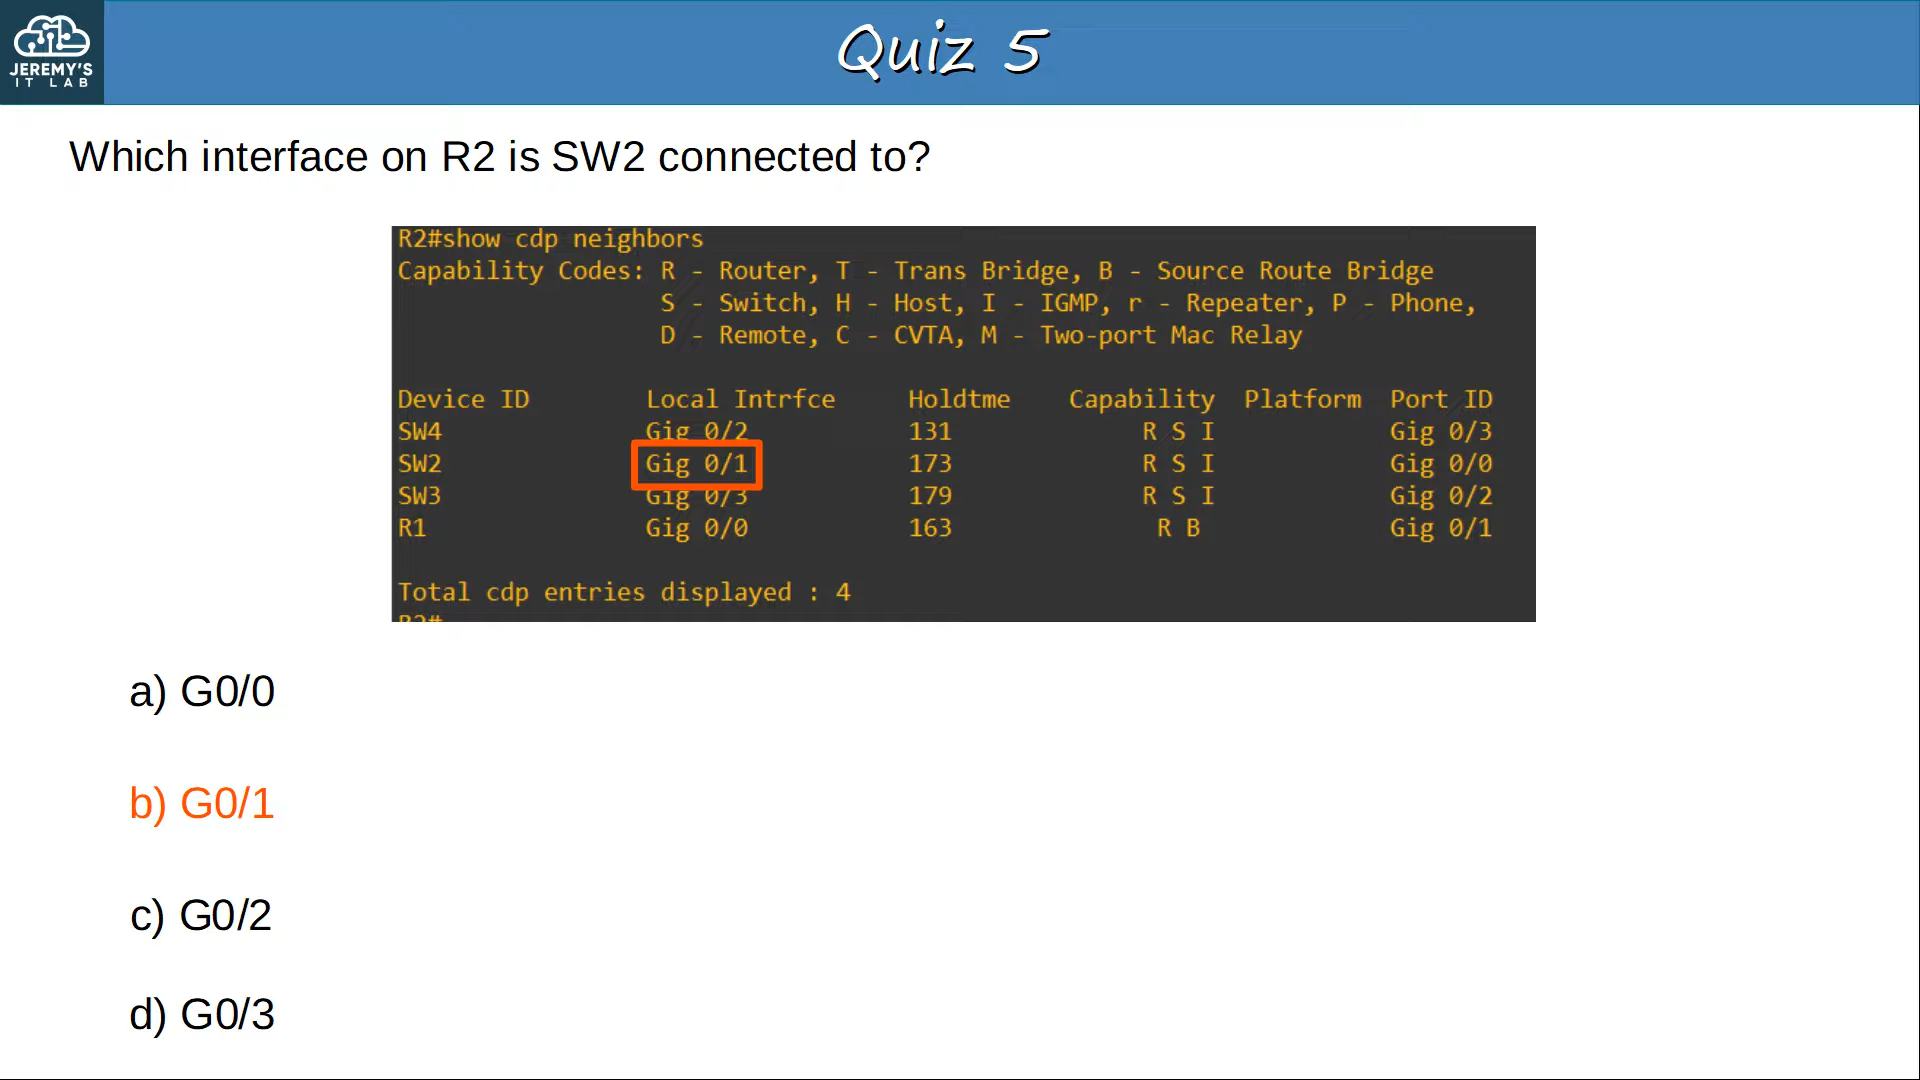 JEREMY'S
IT LAB
Quiz 5
Which interface on R2 is SW2 connected to?
R2#show cdp neighbors
Capability Codes: R - Router, T - Trans Bridge, B - Source Route Bridge
S - Switch, H - Host, I - IGMP, r - Repeater, P - Phone,
D - Remote, C - CVTA, M - Two-port Mac Relay
Device ID Local Intrfce Holdtme Capability Platform Port ID
SW4 Gig 0/2 131 R S I Gig 0/3
SW2 Gig 0/1 173 R S I Gig 0/0
SW3 Gig 0/3 179 R S I Gig 0/2
R1 Gig 0/0 163 R B Gig 0/1
Total cdp entries displayed : 4
R2#
a) G0/0
b) G0/1
c) G0/2
d) G0/3